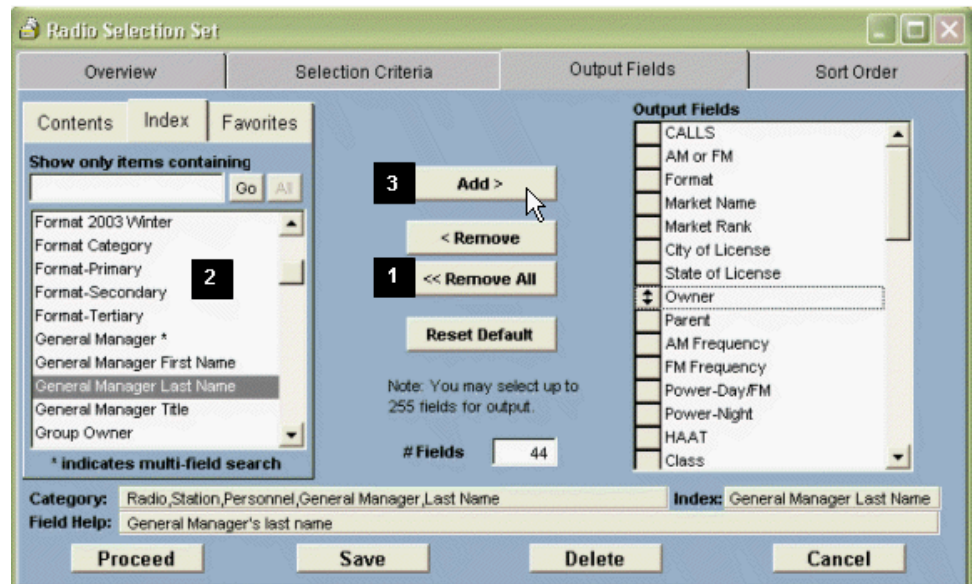 Radio Selection Set
Overview
Selection Criteria
Output Fields
Sort Order
Contents
Index
Favorites
Show only items containing
Go
All
Format 2003 Winter
Format Category
Format-Primary
Format-Secondary
Format-Tertiary
General Manager *
General Manager First Name
General Manager Last Name
General Manager Title
Group Owner
* indicates multi-field search
2
3
Add >
< Remove
1
<< Remove All
Reset Default
Note: You may select up to
255 fields for output.
# Fields
44
Output Fields
CALLS
AM or FM
Format
Market Name
Market Rank
City of License
State of License
Owner
Parent
AM Frequency
FM Frequency
Power-Day/FM
Power-Night
HAAT
Class
Category:
Radio,Station,Personnel,General Manager,Last Name
Index:
General Manager Last Name
Field Help:
General Manager's last name
Proceed
Save
Delete
Cancel